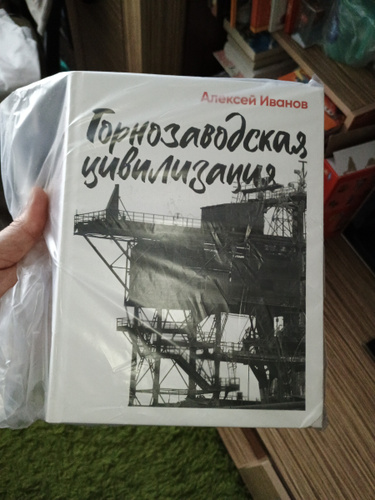 Алексей Иванов
Горнозаводская
цивилизация